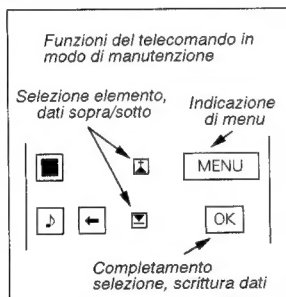 Funzioni del telecomando in
modo di manutenzione
Selezione elemento,
dati sopra/sotto
Indicazione
di menu
MENU
OK
Completamento
selezione, scrittura dati